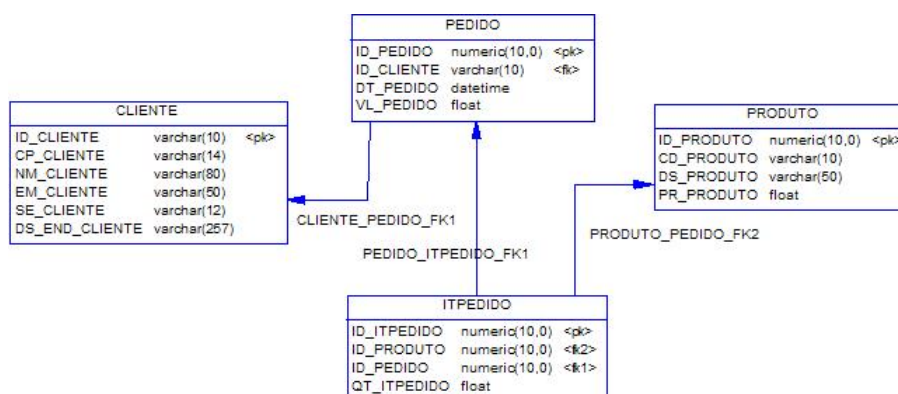 PEDIDO
ID_PEDIDO numeric(10,0) <pk>
ID_CLIENTE varchar(10) <fk>
DT_PEDIDO datetime
VL_PEDIDO float
CLIENTE
ID_CLIENTE varchar(10) <pk>
CP_CLIENTE varchar(14)
NM_CLIENTE varchar(80)
EM_CLIENTE varchar(50)
SE_CLIENTE varchar(12)
DS_END_CLIENTE varchar(257)
PRODUTO
ID_PRODUTO numeric(10,0) <pk>
CD_PRODUTO varchar(10)
DS_PRODUTO varchar(50)
PR_PRODUTO float
CLIENTE_PEDIDO_FK1
PRODUTO_PEDIDO_FK2
PEDIDO_ITPEDIDO_FK1
ITPEDIDO
ID_ITPEDIDO numeric(10,0) <pk>
ID_PRODUTO numeric(10,0) <fk2>
ID_PEDIDO numeric(10,0) <fk1>
QT_ITPEDIDO float